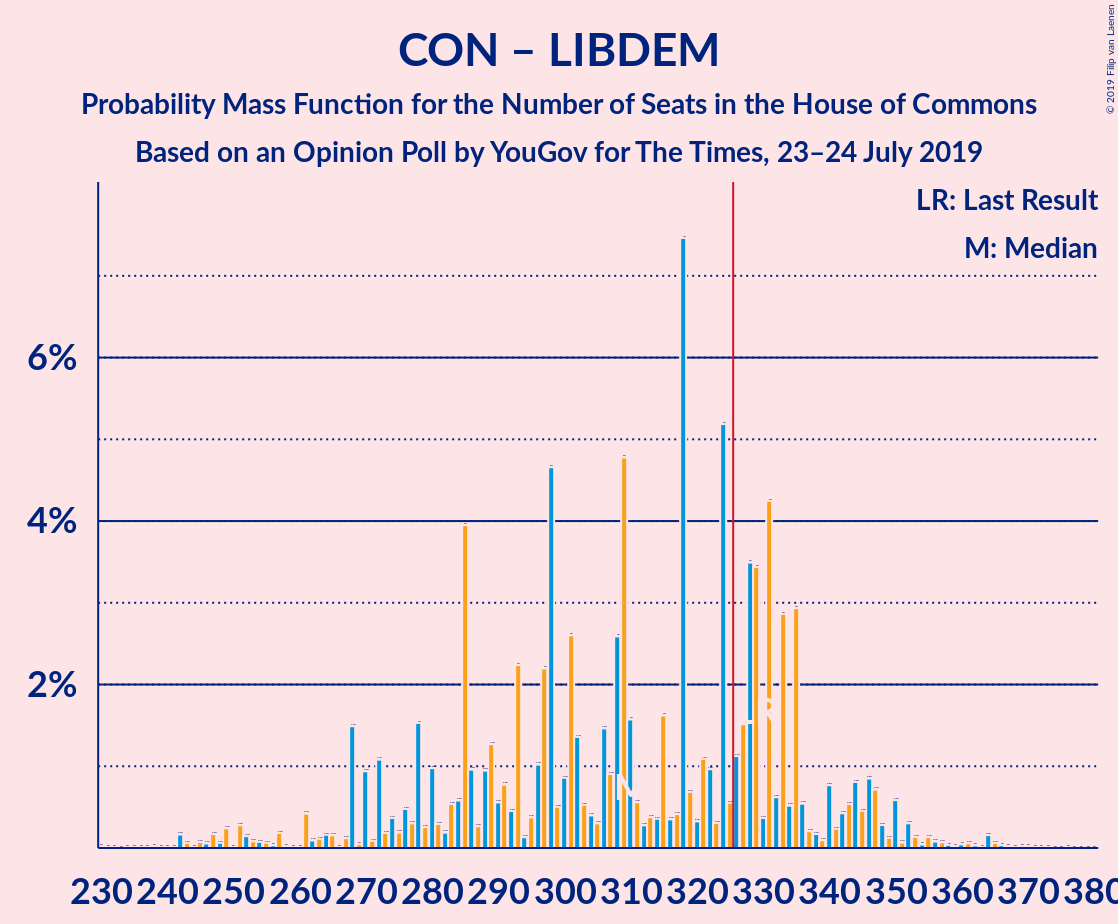 © 2019 Filip van Laenen
CON – LIBDEM
Probability Mass Function for the Number of Seats in the House of Commons
Based on an Opinion Poll by YouGov for The Times, 23–24 July 2019
LR: Last Result
M: Median
6%
4%
2%
230 240 250 260 270 280 290 300 310 320 330 340 350 360 370 380